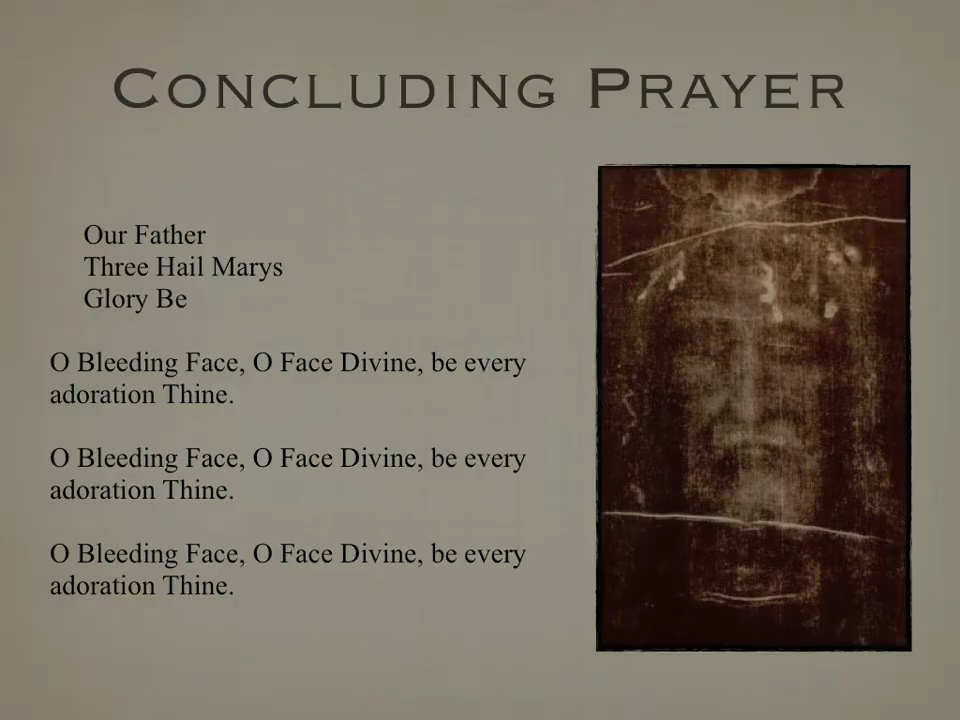 Concluding Prayer
Our Father
Three Hail Marys
Glory Be
O Bleeding Face, O Face Divine, be every
adoration Thine.
O Bleeding Face, O Face Divine, be every
adoration Thine.
O Bleeding Face, O Face Divine, be every
adoration Thine.